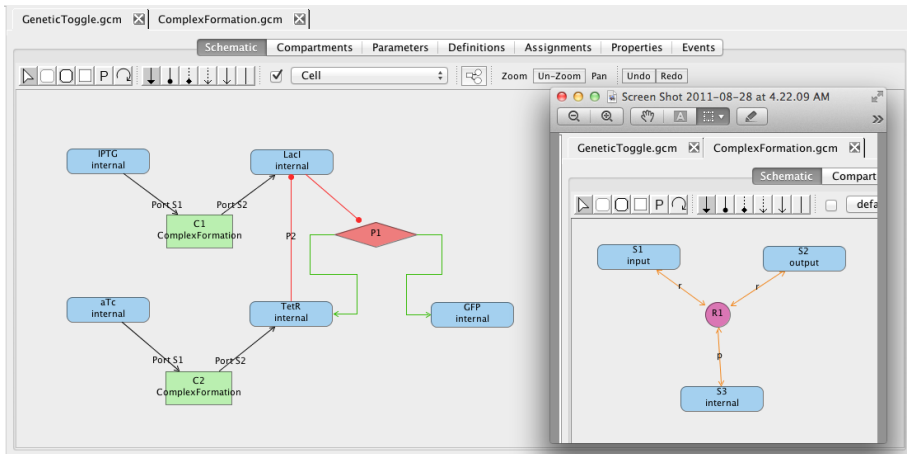 GeneticToggle.gcm ComplexFormation.gcm
Schematic Compartments Parameters Definitions Assignments Properties Events
P Cell Zoom Un-Zoom Pan Undo Redo
IPTG
internal
LacI
internal
Port S1 Port S2
C1
ComplexFormation
P2
P1
aTc
internal
TetR
internal
GFP
internal
Port S1 Port S2
C2
ComplexFormation
Screen Shot 2011-08-28 at 4.22.09 AM
A
GeneticToggle.gcm ComplexFormation.gcm
Schematic Compart
P defa
S1
input
S2
output
r r
R1
p
S3
internal